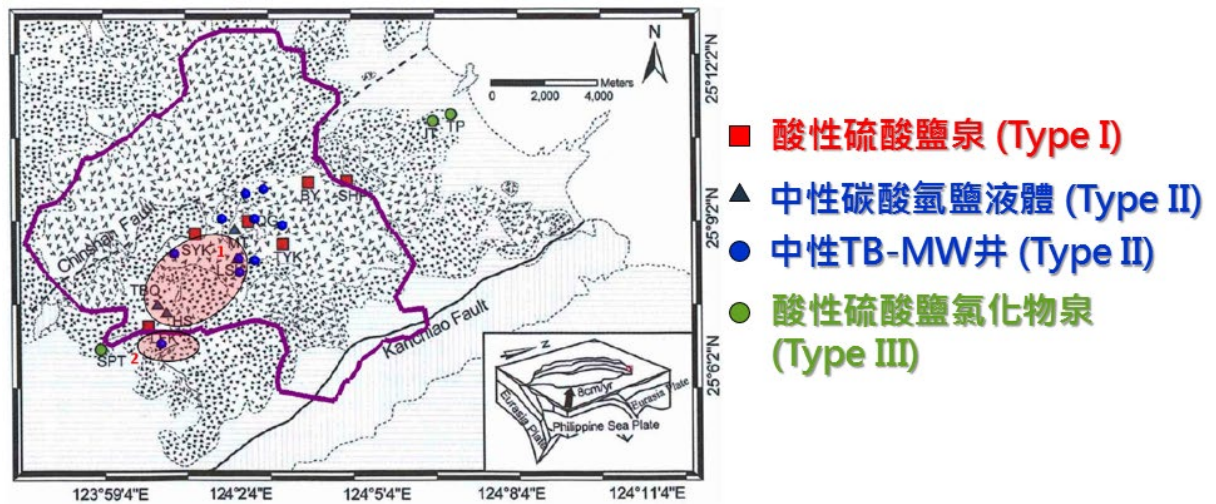 N
Meters
0 2,000 4,000
25°12'2"N
25°9'2"N
25°6'2"N
JT TP
BY SHP
Chinshan Fault
SYK 1 MT
LSK TYK
TBQ
HS
2
SPT
Kanchiao Fault
Z
8cm/yr
Eurasia Plate
Eurasia Plate
Philippine Sea Plate
123°59'4"E 124°2'4"E 124°5'4"E 124°8'4"E 124°11'4"E
酸性硫酸鹽泉 (Type I)
中性碳酸氫鹽液體 (Type II)
中性TB-MW井 (Type II)
酸性硫酸鹽氯化物泉
(Type III)